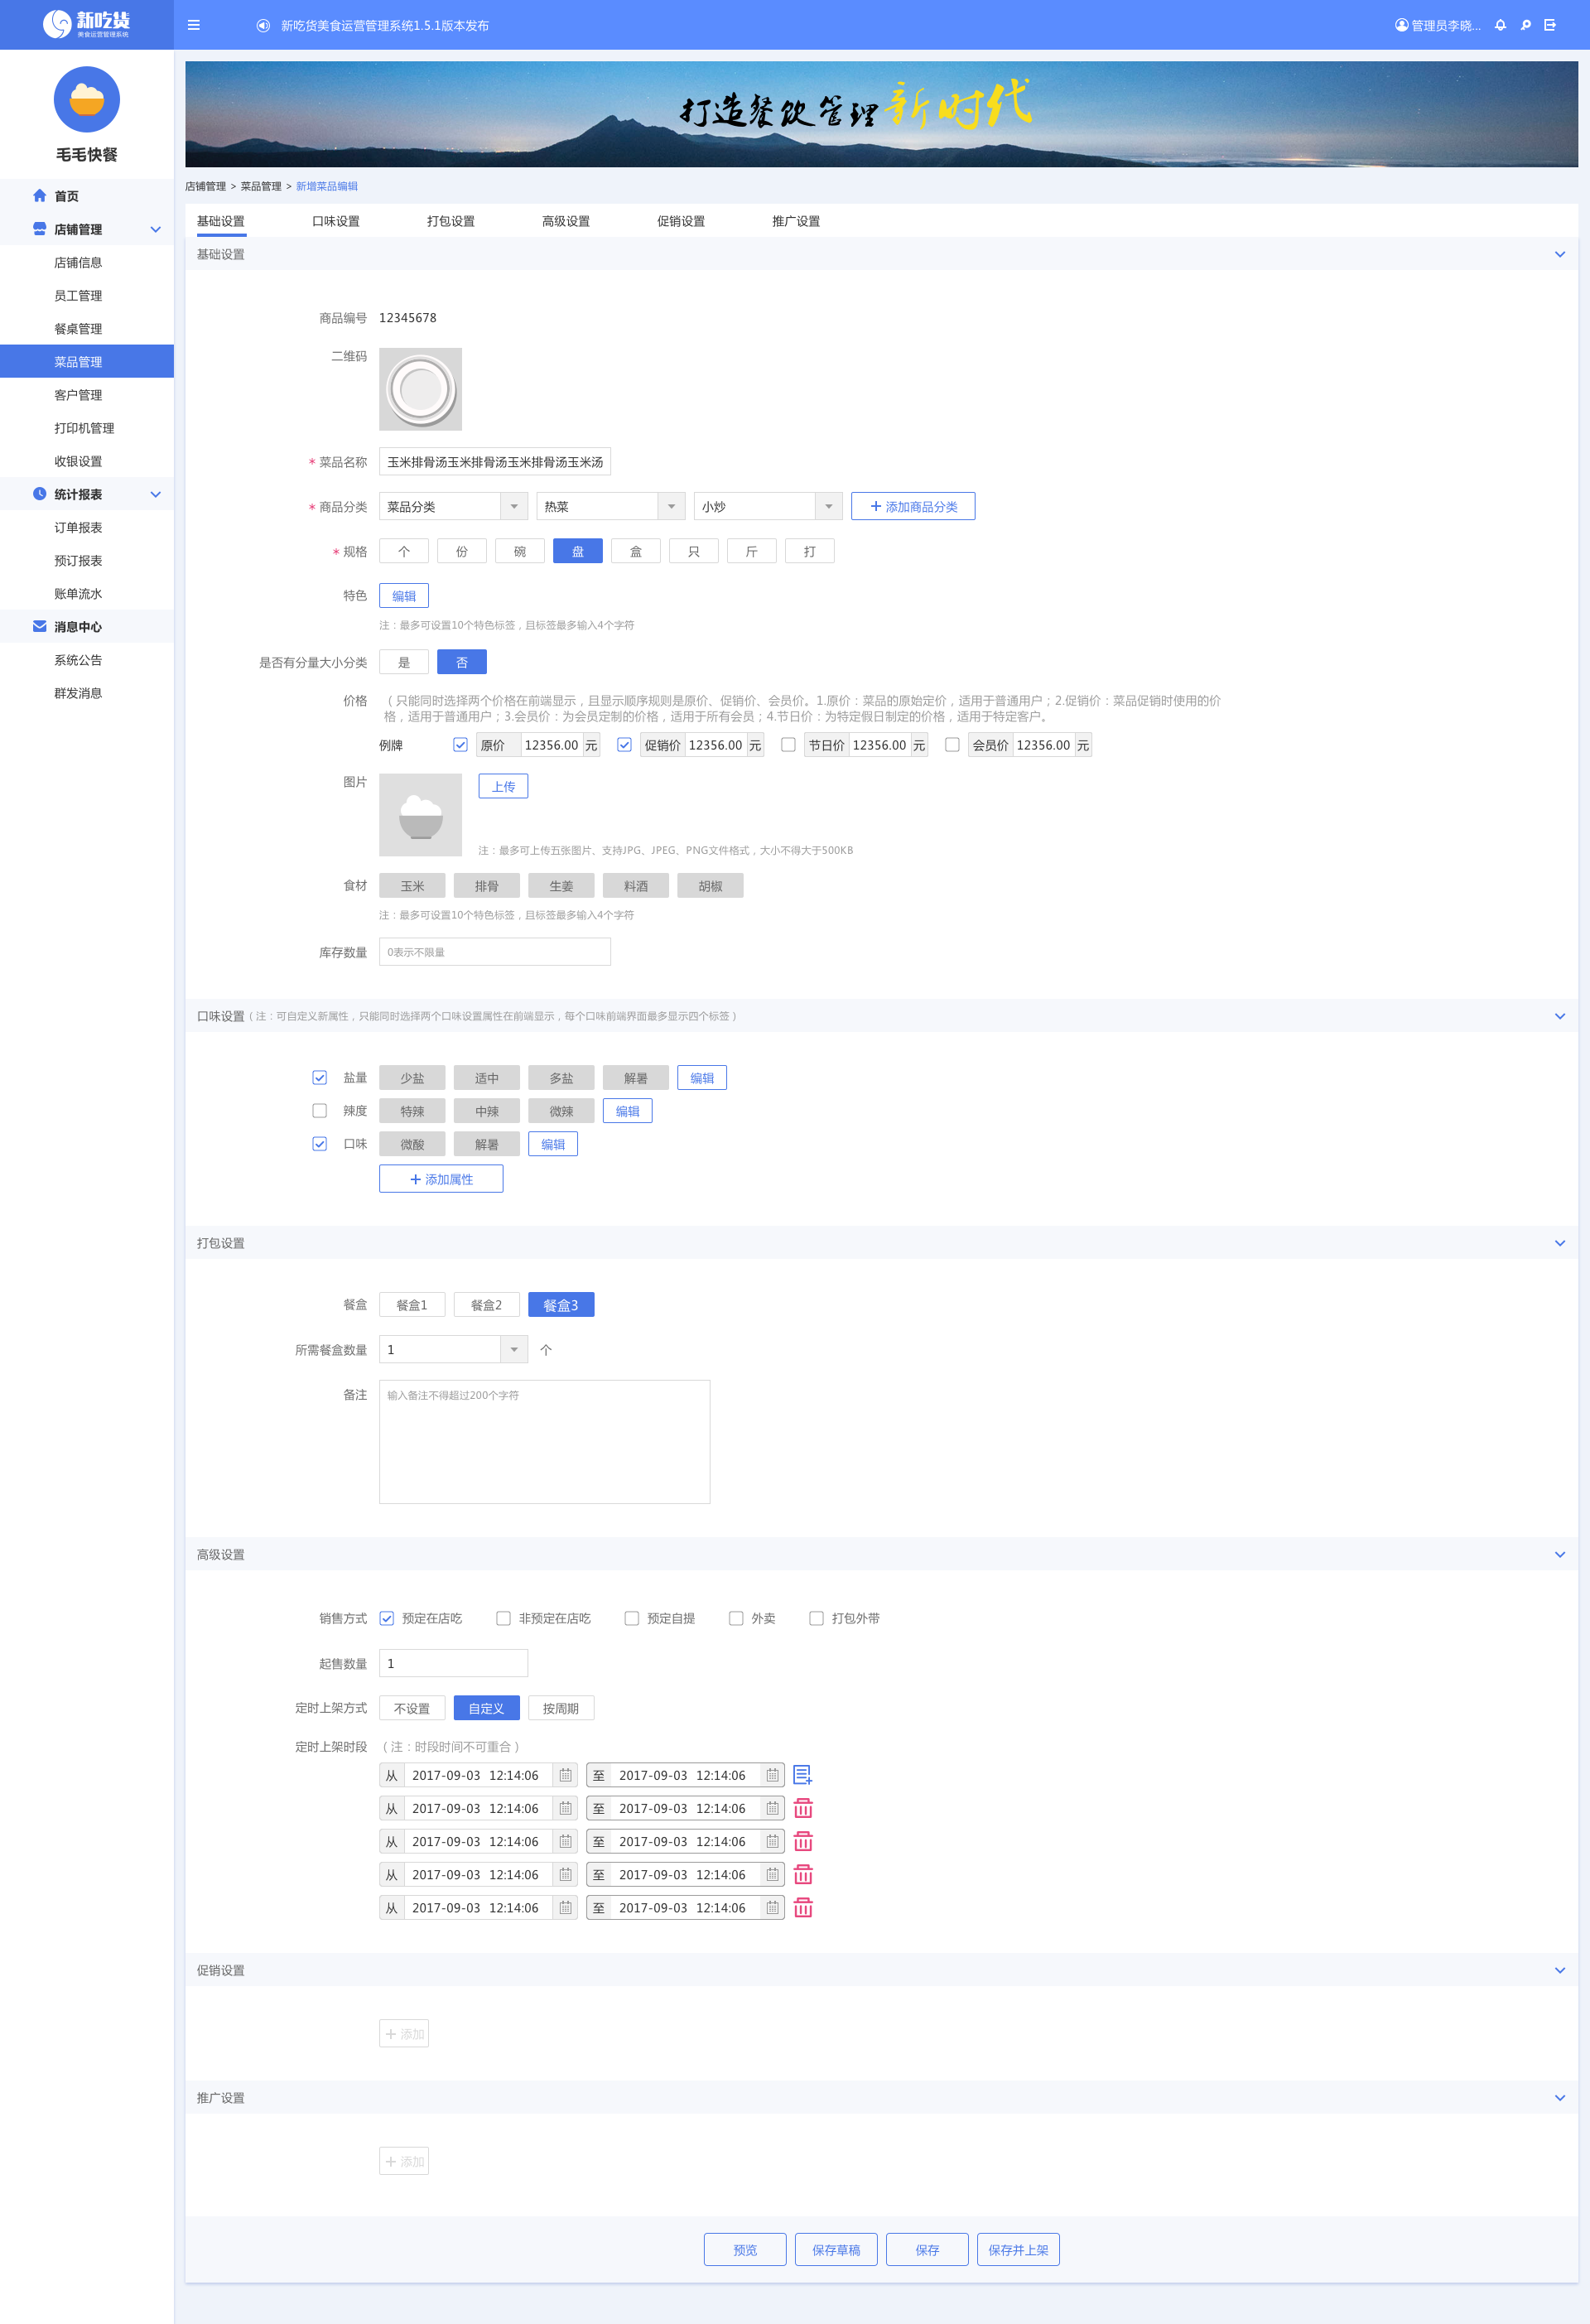 新吃货
美食运营管理系统
新吃货美食运营管理系统1.5.1版本发布
管理员李晓...
毛毛快餐
首页
店铺管理
店铺信息
员工管理
餐桌管理
菜品管理
客户管理
打印机管理
收银设置
统计报表
订单报表
预订报表
账单流水
消息中心
系统公告
群发消息
打造餐饮管理新时代
店铺管理 > 菜品管理 > 新增菜品编辑
基础设置 口味设置 打包设置 高级设置 促销设置 推广设置
基础设置
商品编号 12345678
二维码
* 菜品名称 玉米排骨汤玉米排骨汤玉米排骨汤玉米汤
* 商品分类 菜品分类 热菜 小炒 + 添加商品分类
* 规格 个 份 碗 盘 盒 只 斤 打
特色 编辑
注：最多可设置10个特色标签，且标签最多输入4个字符
是否有分量大小分类 是 否
价格 （只能同时选择两个价格在前端显示，且显示顺序规则是原价、促销价、会员价。1.原价：菜品的原始定价，适用于普通用户；2.促销价：菜品促销时使用的价
格，适用于普通用户；3.会员价：为会员定制的价格，适用于所有会员；4.节日价：为特定假日制定的价格，适用于特定客户。
例牌 原价 12356.00 元 促销价 12356.00 元 节日价 12356.00 元 会员价 12356.00 元
图片 上传
注：最多可上传五张图片、支持JPG、JPEG、PNG文件格式，大小不得大于500KB
食材 玉米 排骨 生姜 料酒 胡椒
注：最多可设置10个特色标签，且标签最多输入4个字符
库存数量 0表示不限量
口味设置（注：可自定义新属性，只能同时选择两个口味设置属性在前端显示，每个口味前端界面最多显示四个标签）
盐量 少盐 适中 多盐 解暑 编辑
辣度 特辣 中辣 微辣 编辑
口味 微酸 解暑 编辑
+ 添加属性
打包设置
餐盒 餐盒1 餐盒2 餐盒3
所需餐盒数量 1 个
备注 输入备注不得超过200个字符
高级设置
销售方式 预定在店吃 非预定在店吃 预定自提 外卖 打包外带
起售数量 1
定时上架方式 不设置 自定义 按周期
定时上架时段 （注：时段时间不可重合）
从 2017-09-03 12:14:06 至 2017-09-03 12:14:06
从 2017-09-03 12:14:06 至 2017-09-03 12:14:06
从 2017-09-03 12:14:06 至 2017-09-03 12:14:06
从 2017-09-03 12:14:06 至 2017-09-03 12:14:06
从 2017-09-03 12:14:06 至 2017-09-03 12:14:06
促销设置
+ 添加
推广设置
+ 添加
预览 保存草稿 保存 保存并上架